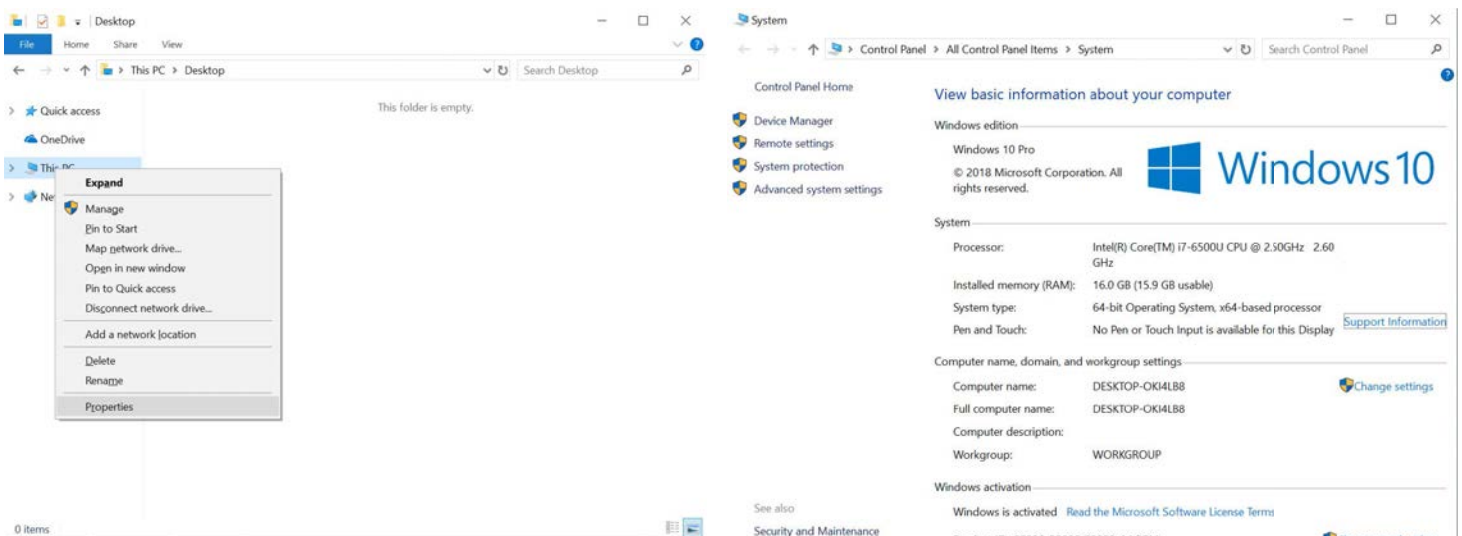 Desktop
File Home Share View
This PC > Desktop
Search Desktop
Quick access
This folder is empty.
OneDrive
This PC
Expand
Manage
Pin to Start
Map network drive...
Open in new window
Pin to Quick access
Disconnect network drive...
Add a network location
Delete
Rename
Properties
0 items
System
Control Panel > All Control Panel Items > System
Search Control Panel
Control Panel Home
Device Manager
Remote settings
System protection
Advanced system settings
See also
Security and Maintenance
View basic information about your computer
Windows edition
Windows 10 Pro
© 2018 Microsoft Corporation. All
rights reserved.
Windows 10
System
Processor: Intel(R) Core(TM) i7-6500U CPU @ 2.50GHz 2.60
GHz
Installed memory (RAM): 16.0 GB (15.9 GB usable)
System type: 64-bit Operating System, x64-based processor
Pen and Touch: No Pen or Touch Input is available for this Display
Support Information
Computer name, domain, and workgroup settings
Computer name: DESKTOP-OKI4LB8
Change settings
Full computer name: DESKTOP-OKI4LB8
Computer description:
Workgroup: WORKGROUP
Windows activation
Windows is activated Read the Microsoft Software License Terms